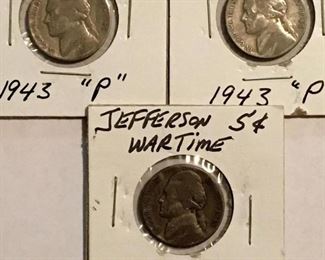 1943 "P"
1943 "P
JEFFERSON 5¢
WARTIME